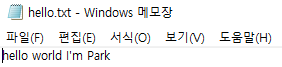 hello.txt - Windows 메모장
파일(F) 편집(E) 서식(O) 보기(V) 도움말(H)
hello world I'm Park